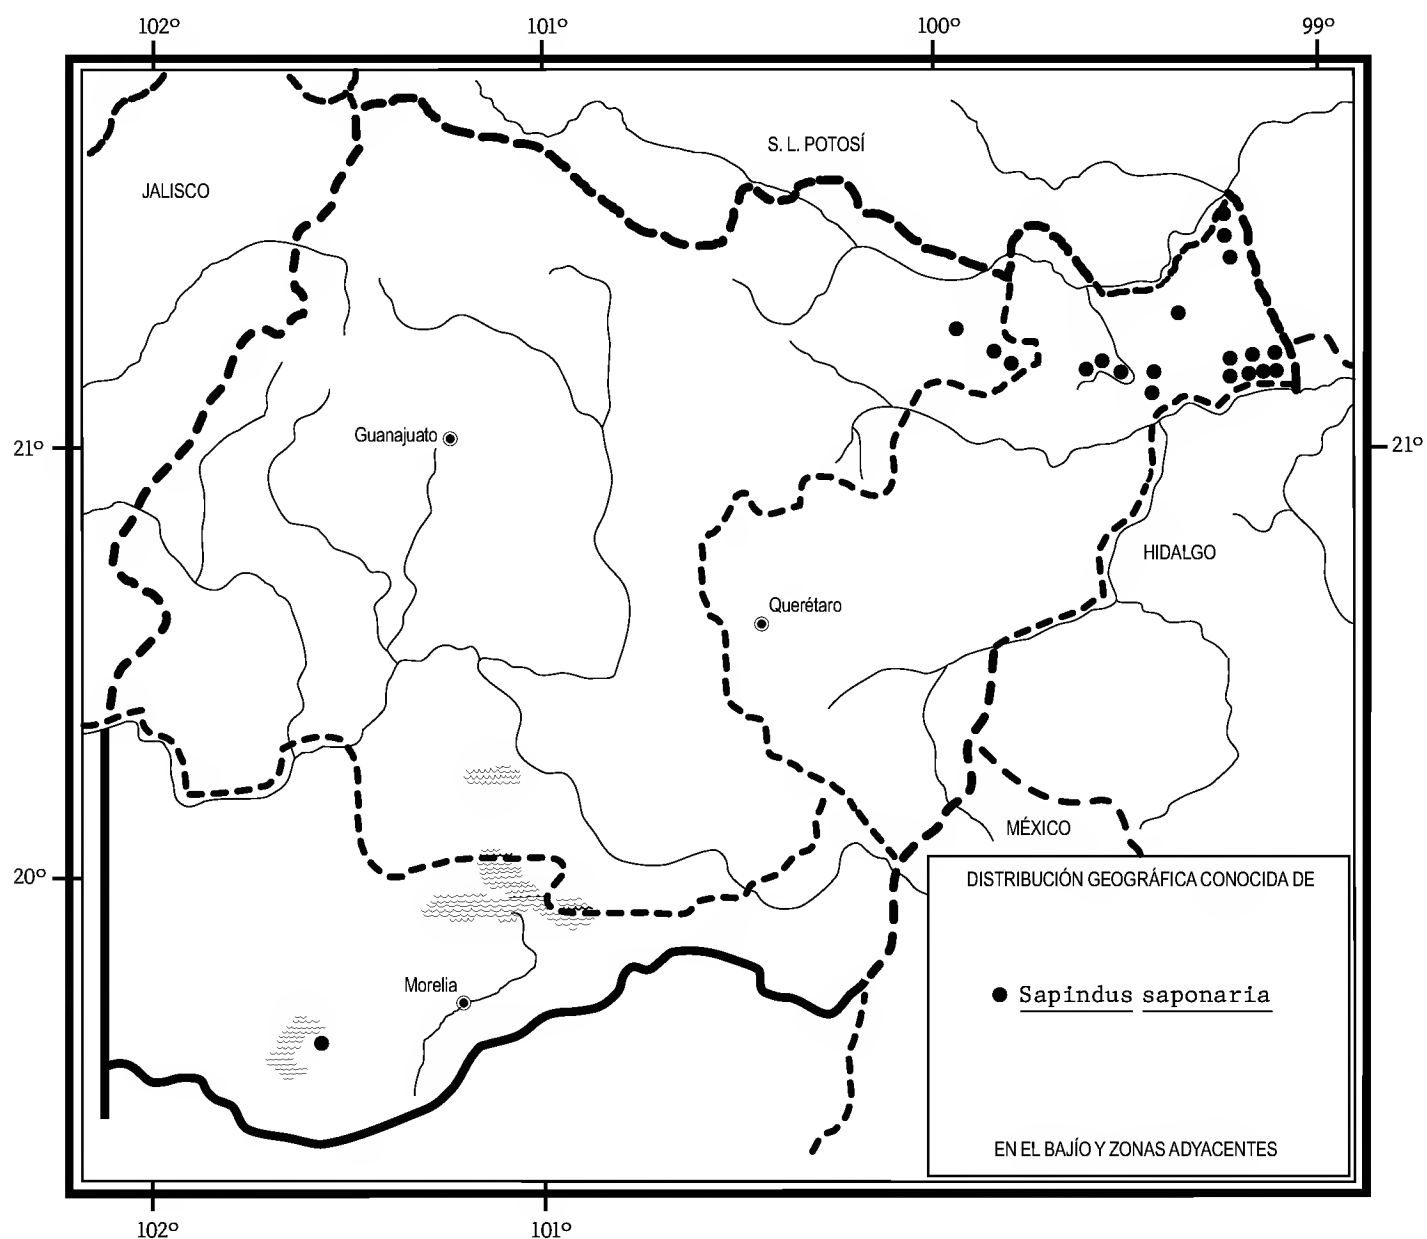 102º 101º 100º 99º
S. L. POTOSÍ
JALISCO
Guanajuato
21º 21º
HIDALGO
Querétaro
MÉXICO
20º
DISTRIBUCIÓN GEOGRÁFICA CONOCIDA DE
Morelia
Sapindus saponaria
EN EL BAJÍO Y ZONAS ADYACENTES
102º 101º